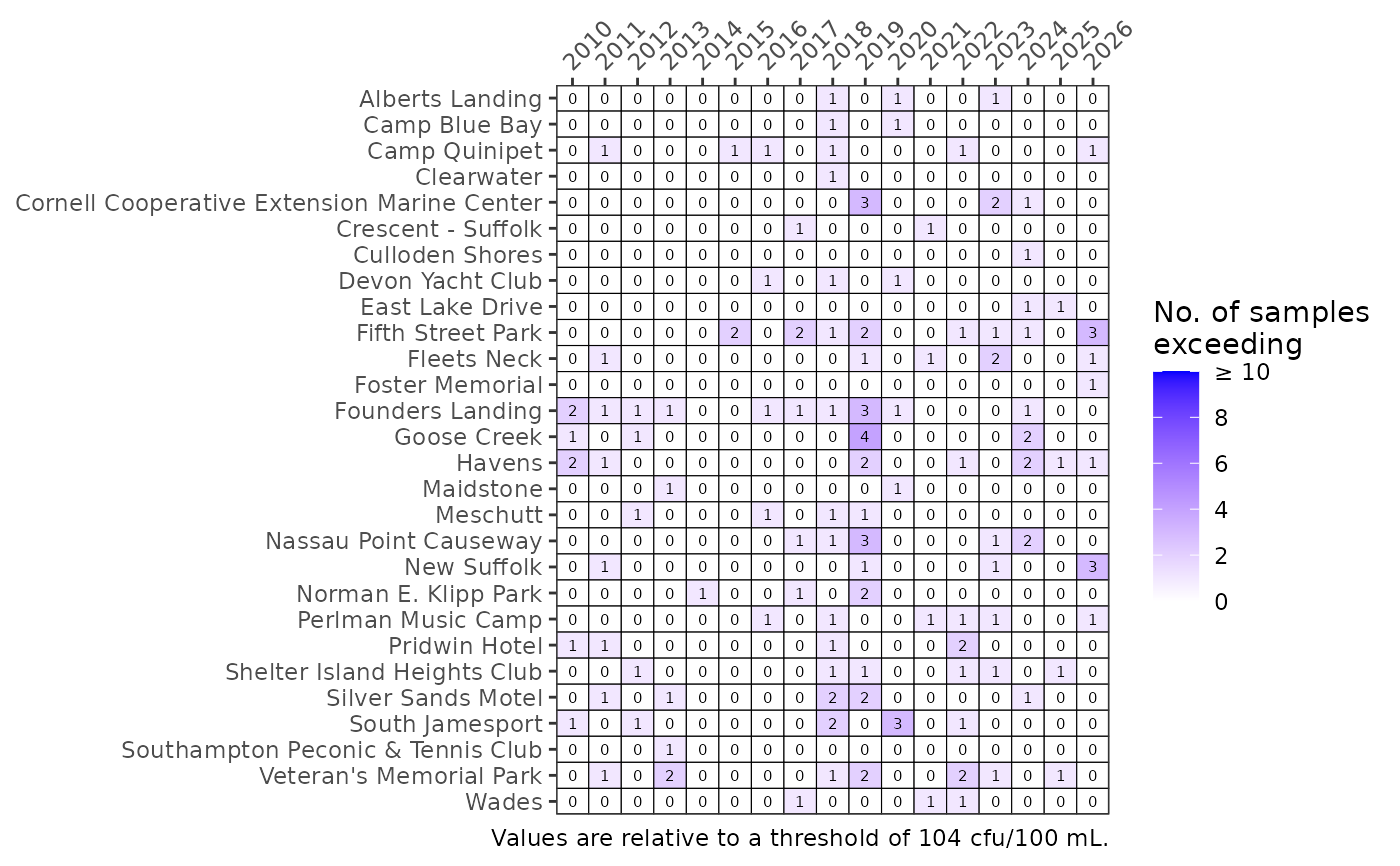 2010 2011 2012 2013 2014 2015 2016 2017 2018 2019 2020 2021 2022 2023 2024 2025 2026
Alberts Landing 0 0 0 0 0 0 0 0 1 0 1 0 0 1 0 0 0
Camp Blue Bay 0 0 0 0 0 0 0 0 1 0 1 0 0 0 0 0 0
Camp Quinipet 0 1 0 0 0 1 1 0 1 0 0 0 1 0 0 0 1
Clearwater 0 0 0 0 0 0 0 0 1 0 0 0 0 0 0 0 0
Cornell Cooperative Extension Marine Center 0 0 0 0 0 0 0 0 0 3 0 0 0 2 1 0 0
Crescent - Suffolk 0 0 0 0 0 0 0 1 0 0 0 1 0 0 0 0 0
Culloden Shores 0 0 0 0 0 0 0 0 0 0 0 0 0 0 1 0 0
Devon Yacht Club 0 0 0 0 0 0 1 0 1 0 1 0 0 0 0 0 0
East Lake Drive 0 0 0 0 0 0 0 0 0 0 0 0 0 0 1 1 0
Fifth Street Park 0 0 0 0 0 2 0 2 1 2 0 0 1 1 1 0 3
Fleets Neck 0 1 0 0 0 0 0 0 0 1 0 1 0 2 0 0 1
Foster Memorial 0 0 0 0 0 0 0 0 0 0 0 0 0 0 0 0 1
Founders Landing 2 1 1 1 0 0 1 1 1 3 1 0 0 0 1 0 0
Goose Creek 1 0 1 0 0 0 0 0 0 4 0 0 0 0 2 0 0
Havens 2 1 0 0 0 0 0 0 0 2 0 0 1 0 2 1 1
Maidstone 0 0 0 1 0 0 0 0 0 0 1 0 0 0 0 0 0
Meschutt 0 0 1 0 0 0 1 0 1 1 0 0 0 0 0 0 0
Nassau Point Causeway 0 0 0 0 0 0 0 1 1 3 0 0 0 1 2 0 0
New Suffolk 0 1 0 0 0 0 0 0 0 1 0 0 0 1 0 0 3
Norman E. Klipp Park 0 0 0 0 1 0 0 1 0 2 0 0 0 0 0 0 0
Perlman Music Camp 0 0 0 0 0 0 1 0 1 0 0 1 1 1 0 0 1
Pridwin Hotel 1 1 0 0 0 0 0 0 1 0 0 0 2 0 0 0 0
Shelter Island Heights Club 0 0 1 0 0 0 0 0 1 1 0 0 1 1 0 1 0
Silver Sands Motel 0 1 0 1 0 0 0 0 2 2 0 0 0 0 1 0 0
South Jamesport 1 0 1 0 0 0 0 0 2 0 3 0 1 0 0 0 0
Southampton Peconic & Tennis Club 0 0 0 1 0 0 0 0 0 0 0 0 0 0 0 0 0
Veteran's Memorial Park 0 1 0 2 0 0 0 0 1 2 0 0 2 1 0 1 0
Wades 0 0 0 0 0 0 0 1 0 0 0 1 1 0 0 0 0
Values are relative to a threshold of 104 cfu/100 mL.
No. of samples
exceeding
≥ 10
8
6
4
2
0